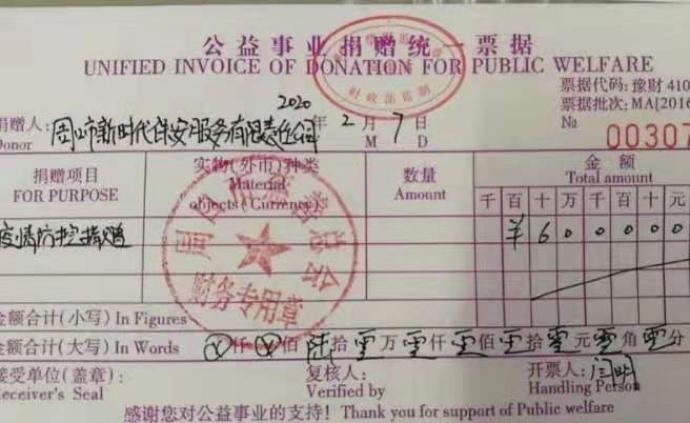 公益事业捐赠统一票据
UNIFIED INVOICE OF DONATION FOR PUBLIC WELFARE
票据代码: 豫财 410
票据批次: MA[2016
捐赠人: 周口市新时代保安服务有限责任公司 2020 年 2 月 7 日
Donor M D
№ 00307
捐赠项目 实物(外币)种类 数量 金额
FOR PURPOSE Material objects (Currency) Amount Total amount
千 百 十 万 千 百 十 元
疫情防控捐赠 ¥ 6 0 0 0 0 0
金额合计(小写) In Figures
金额合计(大写) In Words ⊗仟 ⊗佰 陆拾 零万 零仟 零佰 零拾 零元 零角 零分
接受单位(盖章): 复核人: 开票人:
Receiver's Seal Verified by Handling Person
感谢您对公益事业的支持! Thank you for support of Public welfare
财务专用章